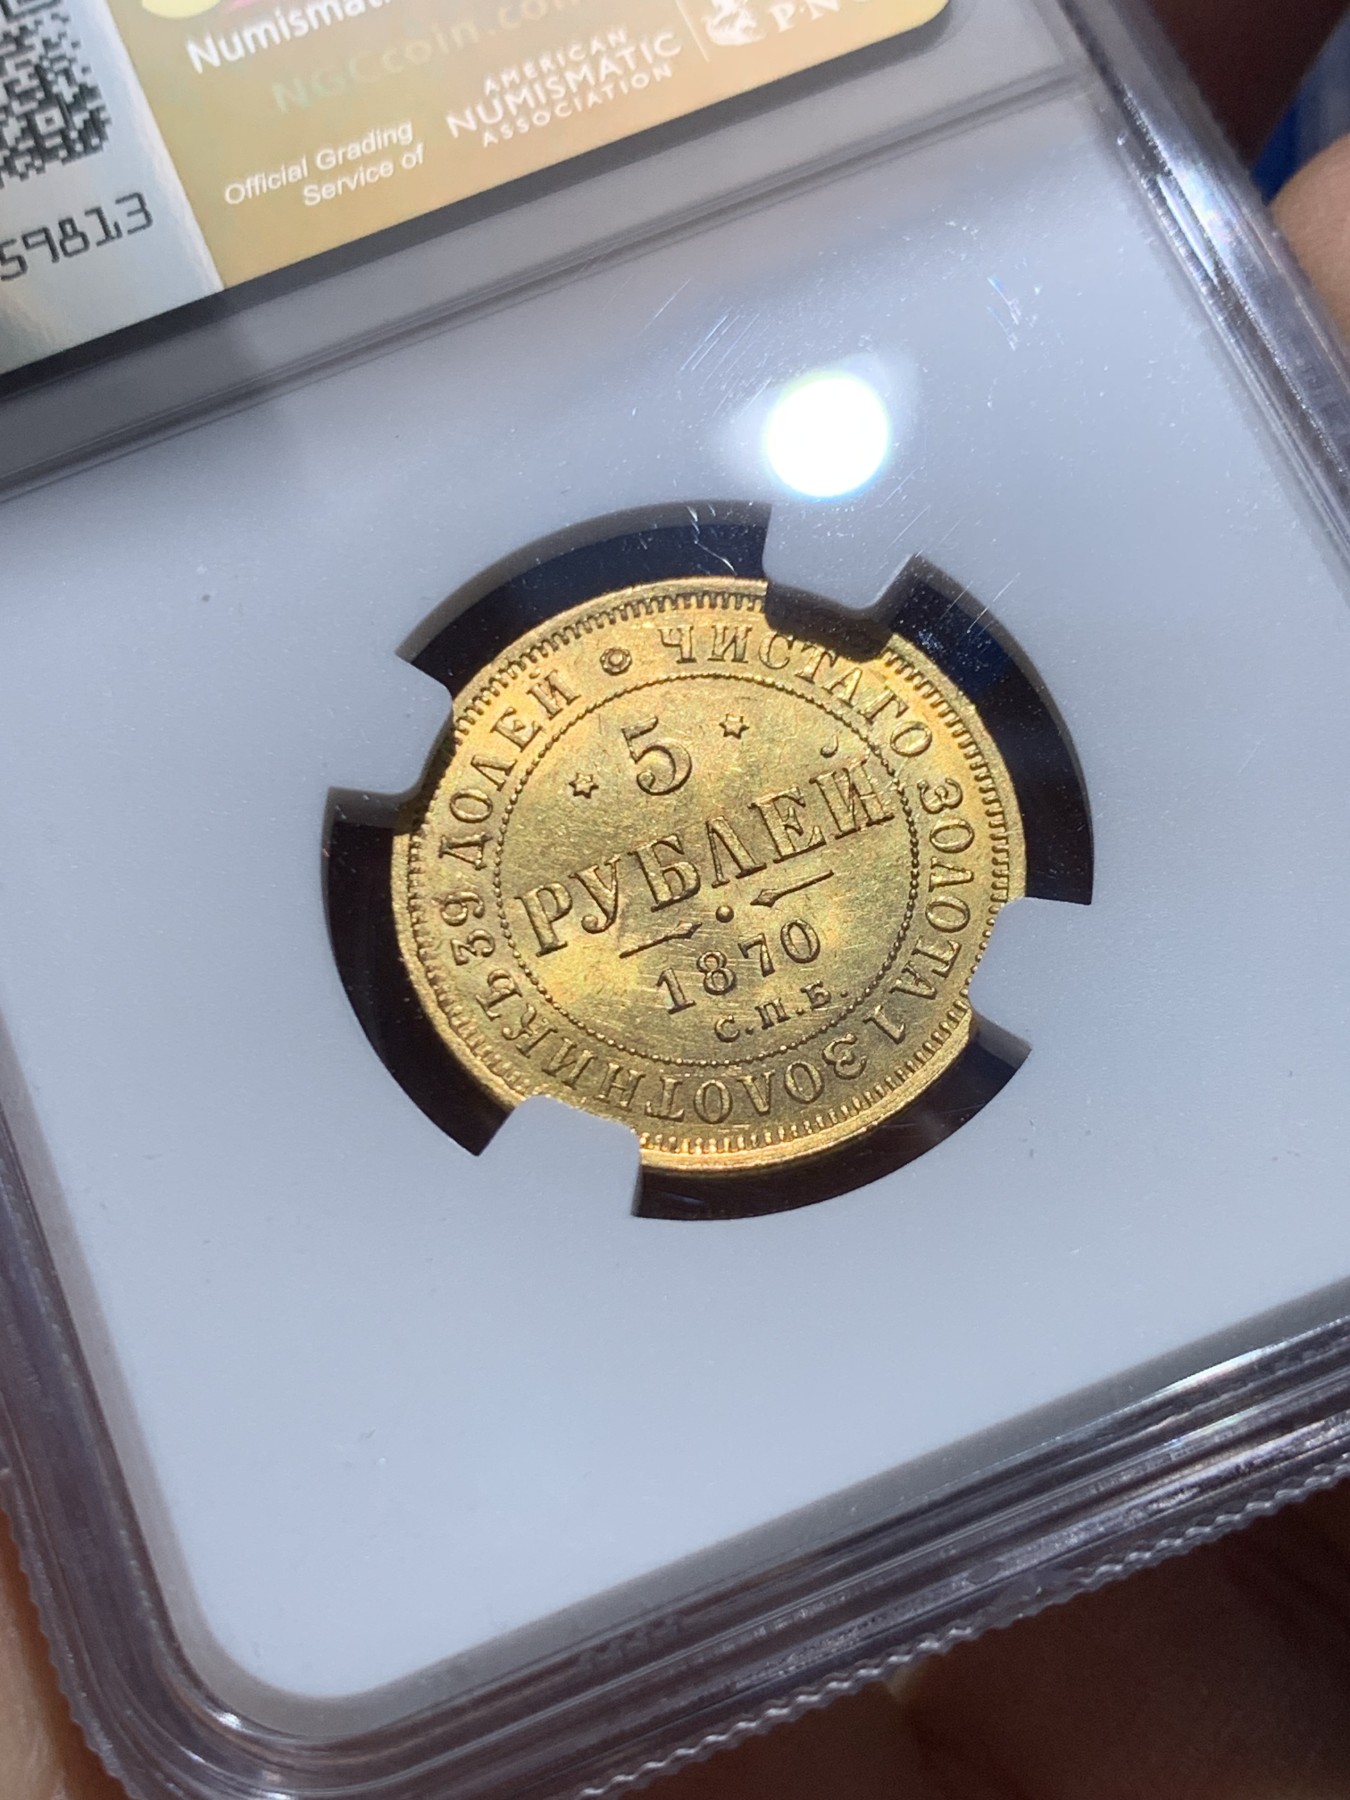 Numismati
NGCcoin.com
Official Grading
Service of
AMERICAN
NUMISMATIC
ASSOCIATION
P·N
59813
ЧИСТАГО ЗОЛОТА 1 ЗОЛОТНИКЪ 39 ДОЛЕЙ
5
РУБЛЕЙ
1870
С.П.Б.